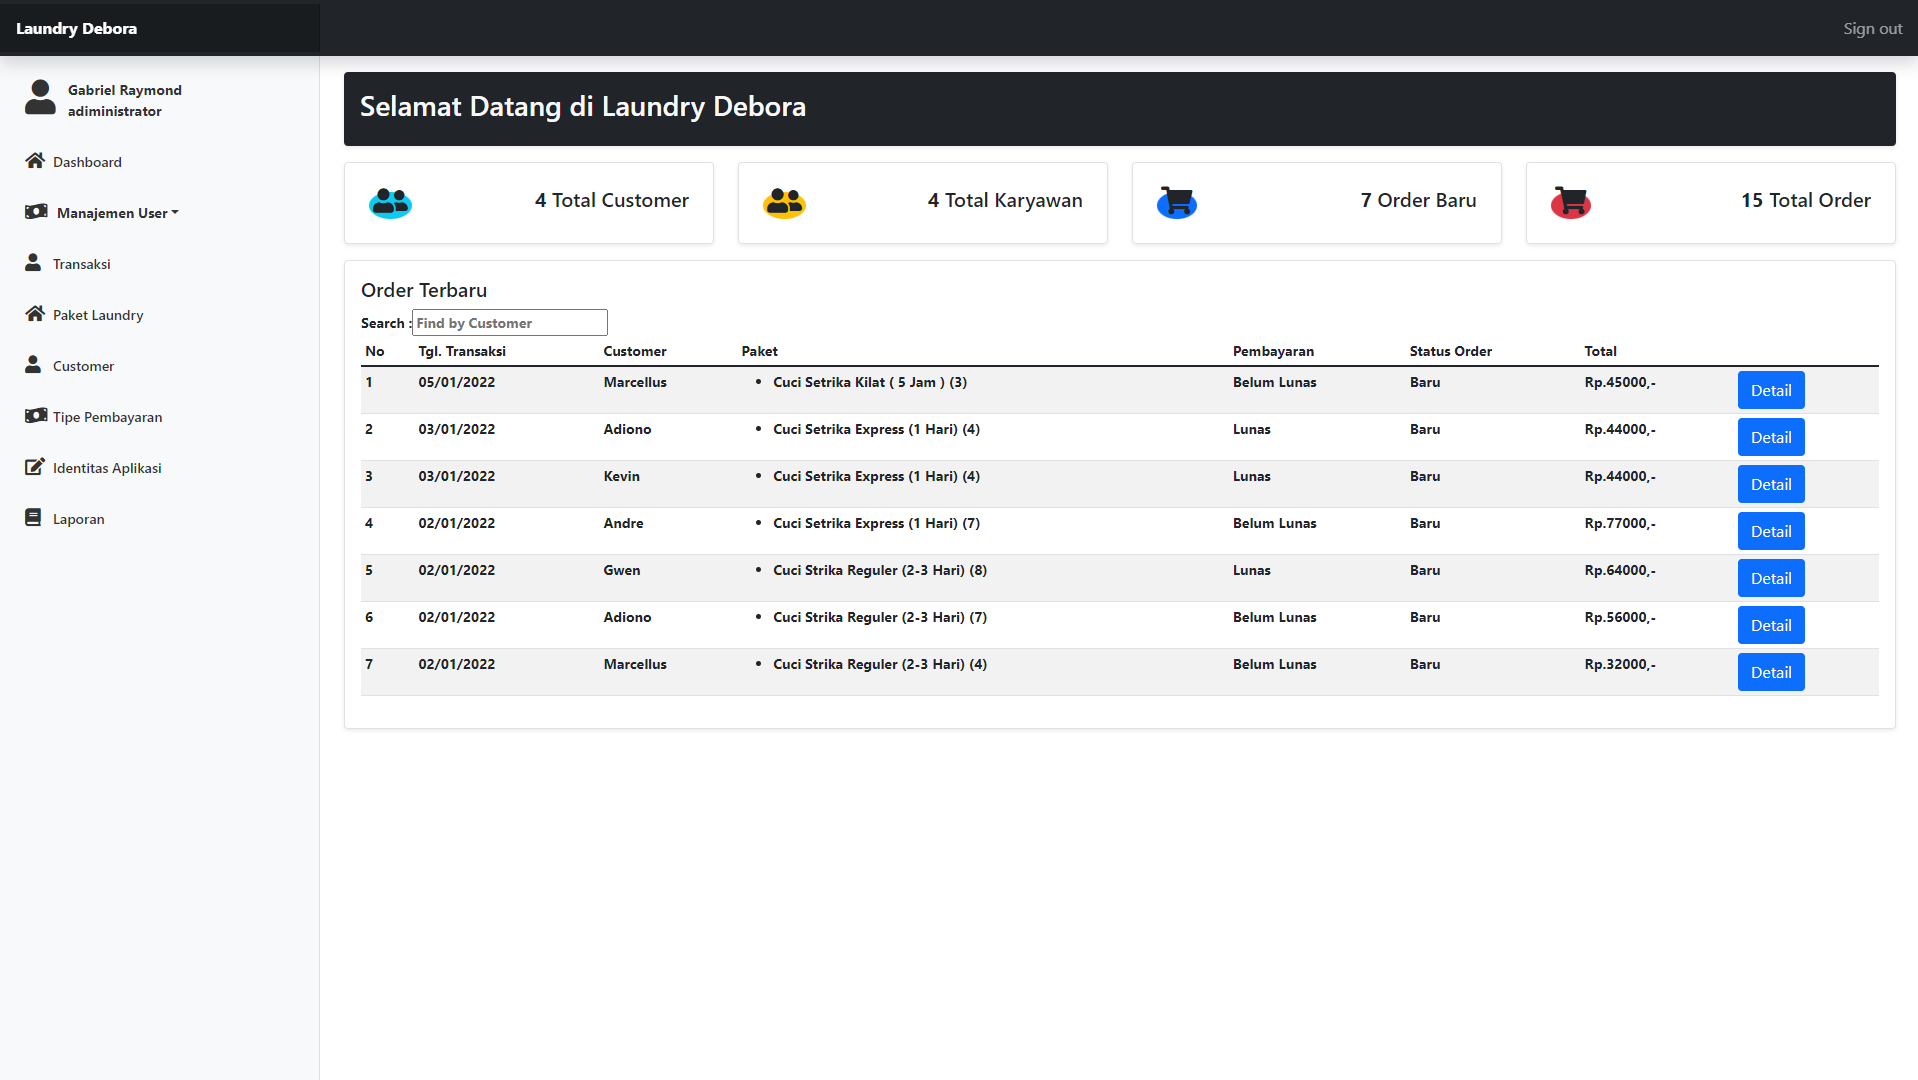 Laundry Debora
Sign out
Gabriel Raymond
adiministrator
Dashboard
Manajemen User
Transaksi
Paket Laundry
Customer
Tipe Pembayaran
Identitas Aplikasi
Laporan
Selamat Datang di Laundry Debora
4 Total Customer
4 Total Karyawan
7 Order Baru
15 Total Order
Order Terbaru
Search : Find by Customer
No Tgl. Transaksi Customer Paket Pembayaran Status Order Total
1 05/01/2022 Marcellus • Cuci Setrika Kilat ( 5 Jam ) (3) Belum Lunas Baru Rp.45000,- Detail
2 03/01/2022 Adiono • Cuci Setrika Express (1 Hari) (4) Lunas Baru Rp.44000,- Detail
3 03/01/2022 Kevin • Cuci Setrika Express (1 Hari) (4) Lunas Baru Rp.44000,- Detail
4 02/01/2022 Andre • Cuci Setrika Express (1 Hari) (7) Belum Lunas Baru Rp.77000,- Detail
5 02/01/2022 Gwen • Cuci Strika Reguler (2-3 Hari) (8) Lunas Baru Rp.64000,- Detail
6 02/01/2022 Adiono • Cuci Strika Reguler (2-3 Hari) (7) Belum Lunas Baru Rp.56000,- Detail
7 02/01/2022 Marcellus • Cuci Strika Reguler (2-3 Hari) (4) Belum Lunas Baru Rp.32000,- Detail